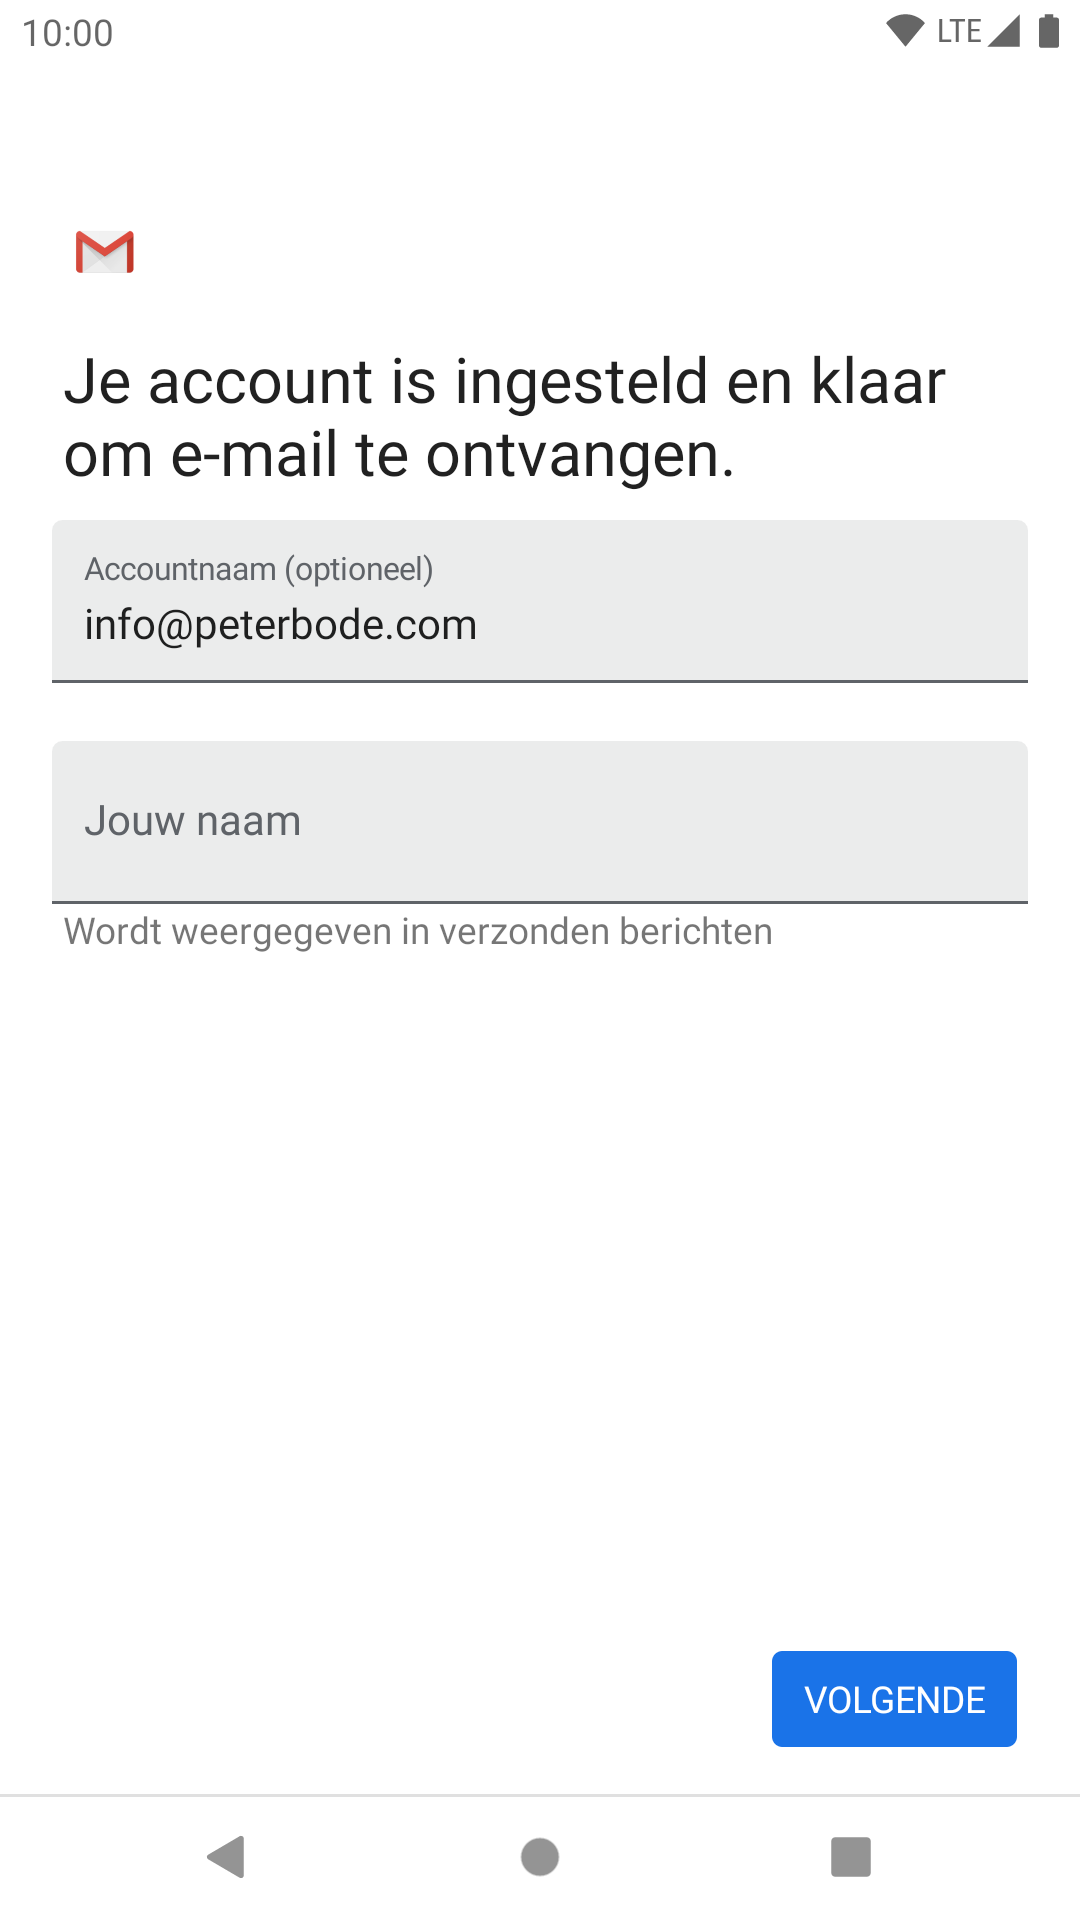 10:00
LTE
Je account is ingesteld en klaar
om e-mail te ontvangen.
Accountnaam (optioneel)
info@peterbode.com
Jouw naam
Wordt weergegeven in verzonden berichten
VOLGENDE